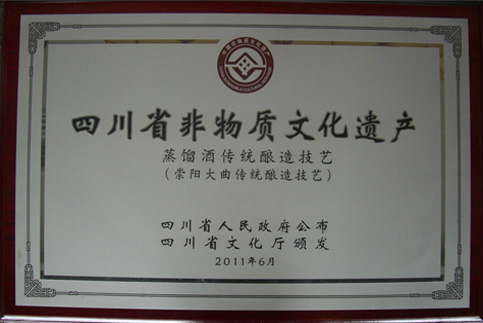 四川省非物质文化遗产
蒸馏酒传统酿造技艺
（崇阳大曲传统酿造技艺）
四川省人民政府公布
四川省文化厅颁发
2011年6月